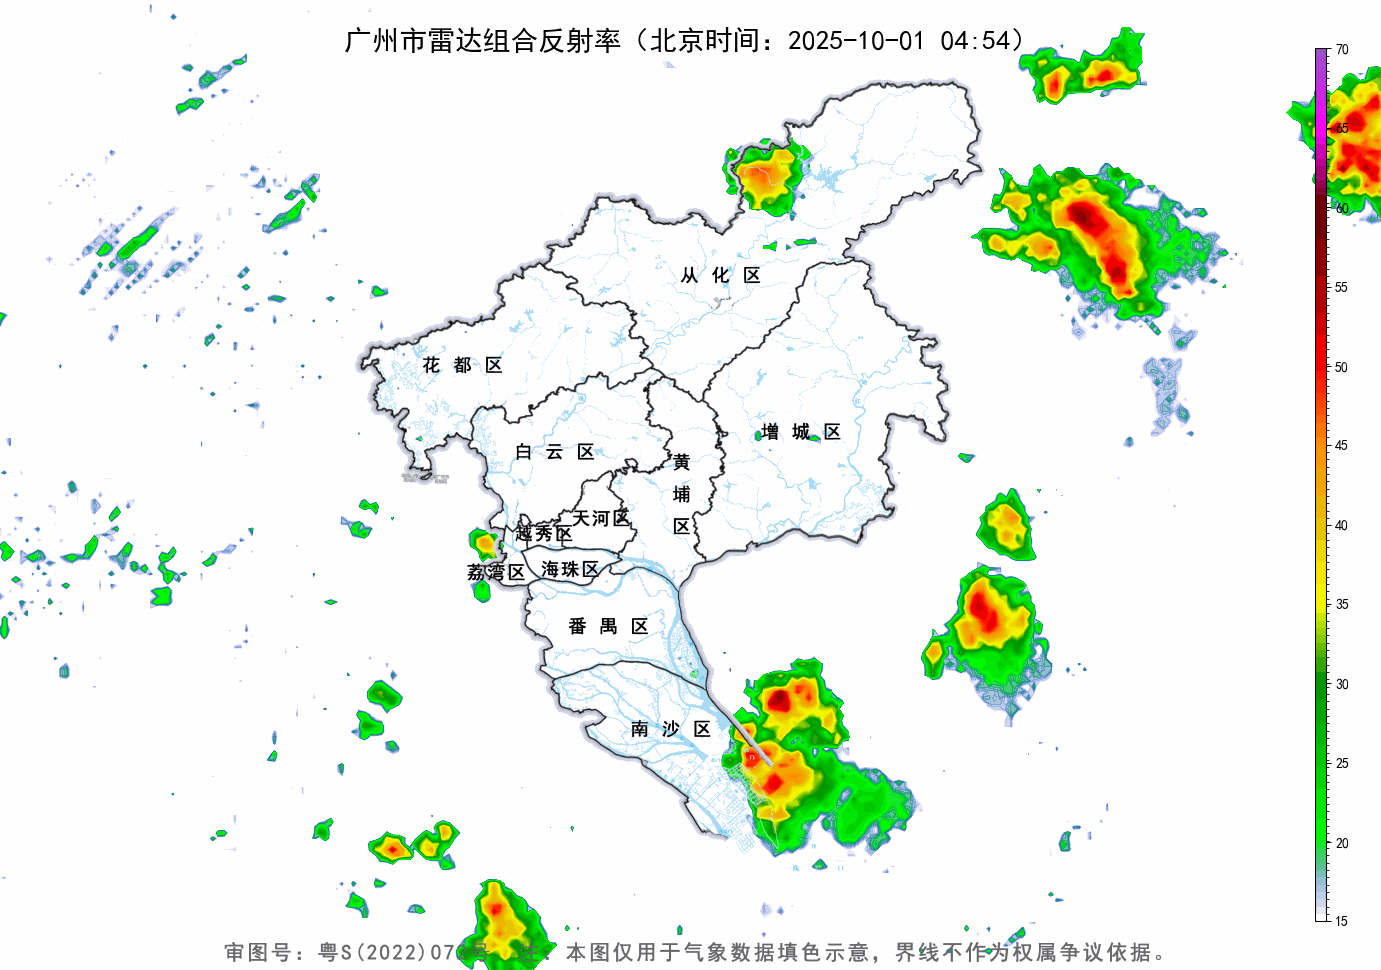 广州市雷达组合反射率（北京时间：2025-10-01 04:54）
70
65
60
55
50
45
40
35
30
25
20
15
从化区
花都区
增城区
白云区
黄埔区
天河区
越秀区
荔湾区
海珠区
番禺区
南沙区
审图号：粤S(2022)07 号 注：本图仅用于气象数据填色示意，界线不作为权属争议依据。